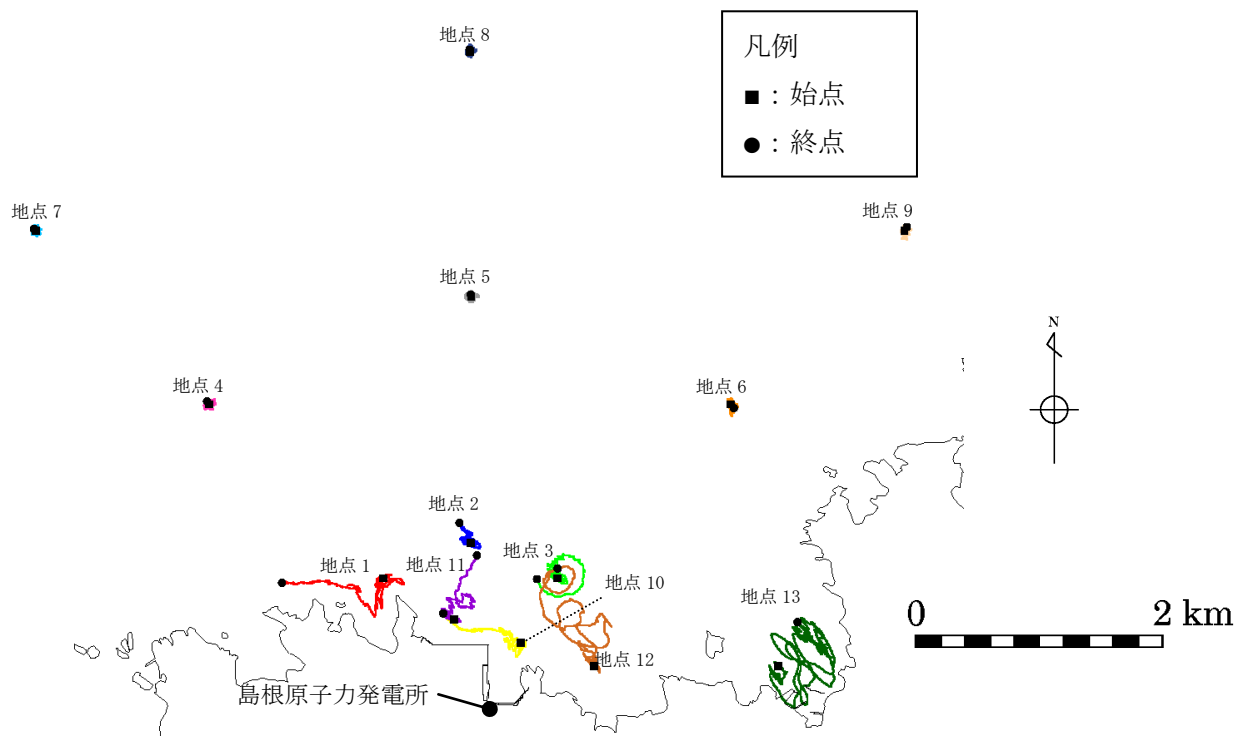 地点 8
凡例
■：始点
●：終点
地点 7
地点 9
地点 5
N
地点 4
地点 6
地点 2
地点 3
地点 1
地点 11
地点 10
地点 13
0
2 km
地点 12
島根原子力発電所